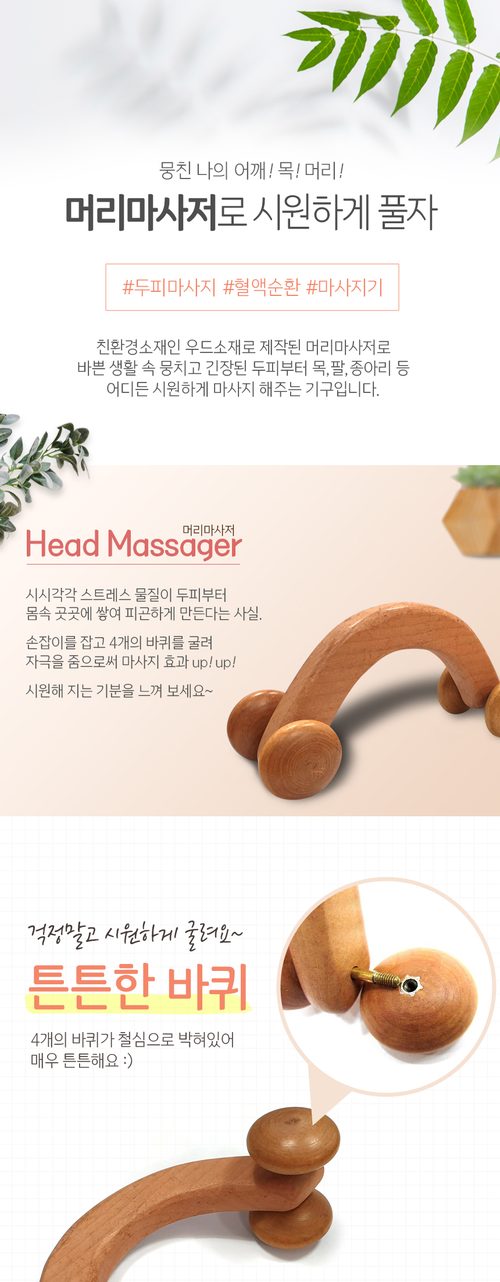 뭉친 나의 어깨! 목! 머리!
머리마사저로 시원하게 풀자
#두피마사지 #혈액순환 #마사지기
친환경소재인 우드소재로 제작된 머리마사저로
바쁜 생활 속 뭉치고 긴장된 두피부터 목,팔,종아리 등
어디든 시원하게 마사지 해주는 기구입니다.
머리마사저
Head Massager
시시각각 스트레스 물질이 두피부터
몸속 곳곳에 쌓여 피곤하게 만든다는 사실.
손잡이를 잡고 4개의 바퀴를 굴려
자극을 줌으로써 마사지 효과 up! up!
시원해 지는 기분을 느껴 보세요~
걱정말고 시원하게 굴려요~
튼튼한 바퀴
4개의 바퀴가 철심으로 박혀있어
매우 튼튼해요 :)